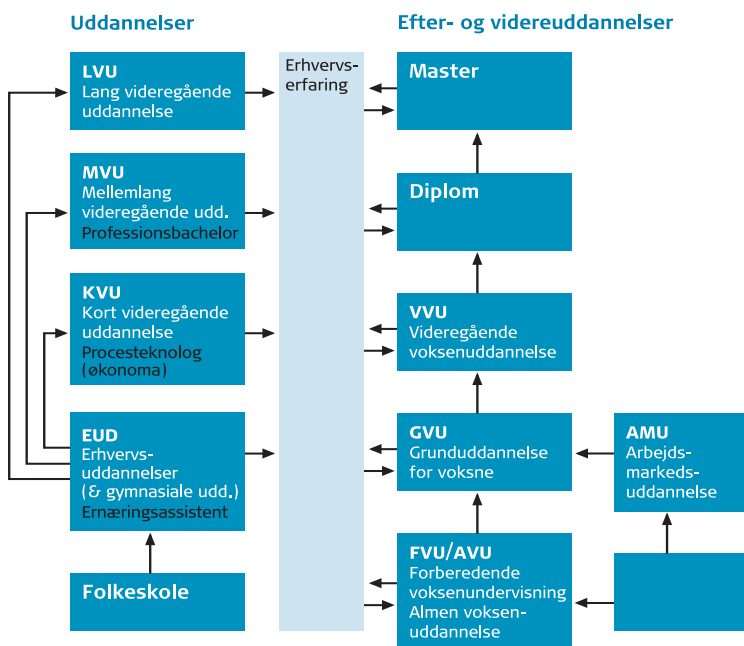 Uddannelser
LVU
Lang videregående
uddannelse
MVU
Mellemlang
videregående udd.
Professionsbachelor
KVU
Kort videregående
uddannelse
Procesteknolog
(økonoma)
EUD
Erhvervs-
uddannelser
(& gymnasiale udd.)
Ernæringsassistent
Folkeskole
Erhvervs-
erfaring
Efter- og videreuddannelser
Master
Diplom
VVU
Videregående
voksenuddannelse
GVU
Grunduddannelse
for voksne
FVU/AVU
Forberedende
voksenundervisning
Almen voksen-
uddannelse
AMU
Arbejds-
markeds-
uddannelse